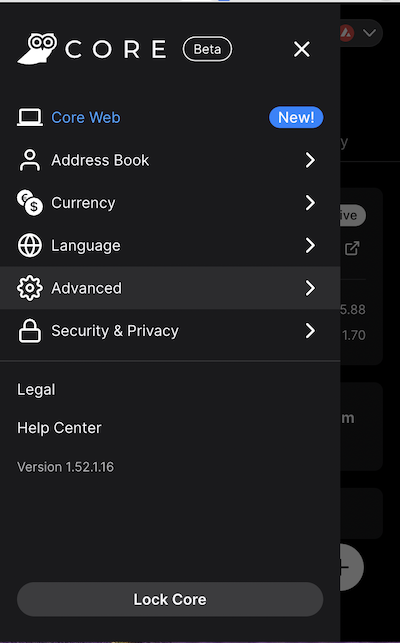 CORE Beta
Core Web New!
Address Book
Currency
Language
Advanced
Security & Privacy
Legal
Help Center
Version 1.52.1.16
Lock Core
y
ive
5.88
1.70
m